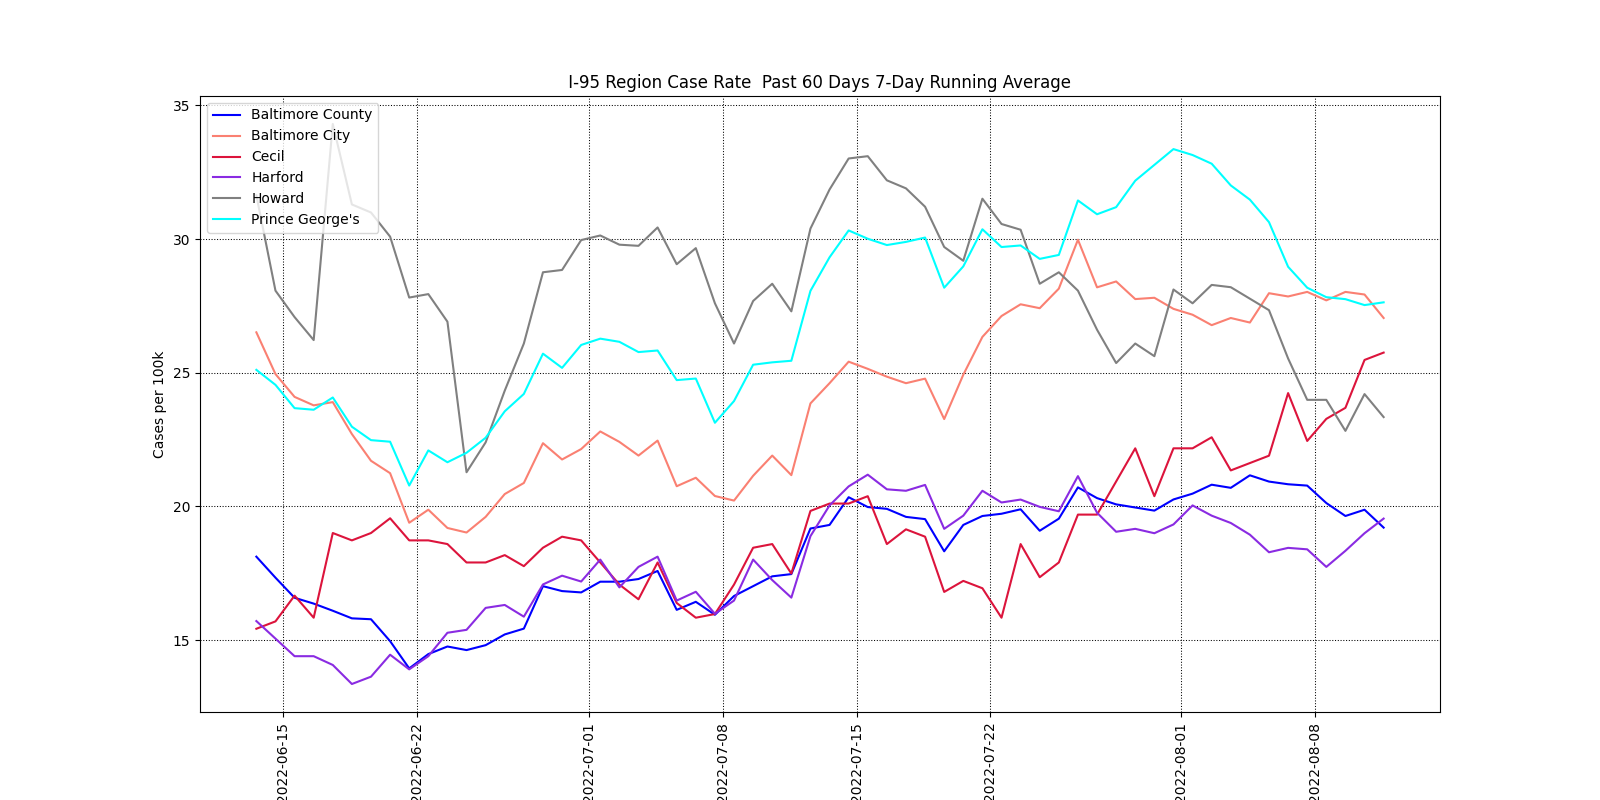 I-95 Region Case Rate  Past 60 Days 7-Day Running Average
Cases per 100k
35
30
25
20
15
Baltimore County
Baltimore City
Cecil
Harford
Howard
Prince George's
2022-06-15
2022-06-22
2022-07-01
2022-07-08
2022-07-15
2022-07-22
2022-08-01
2022-08-08